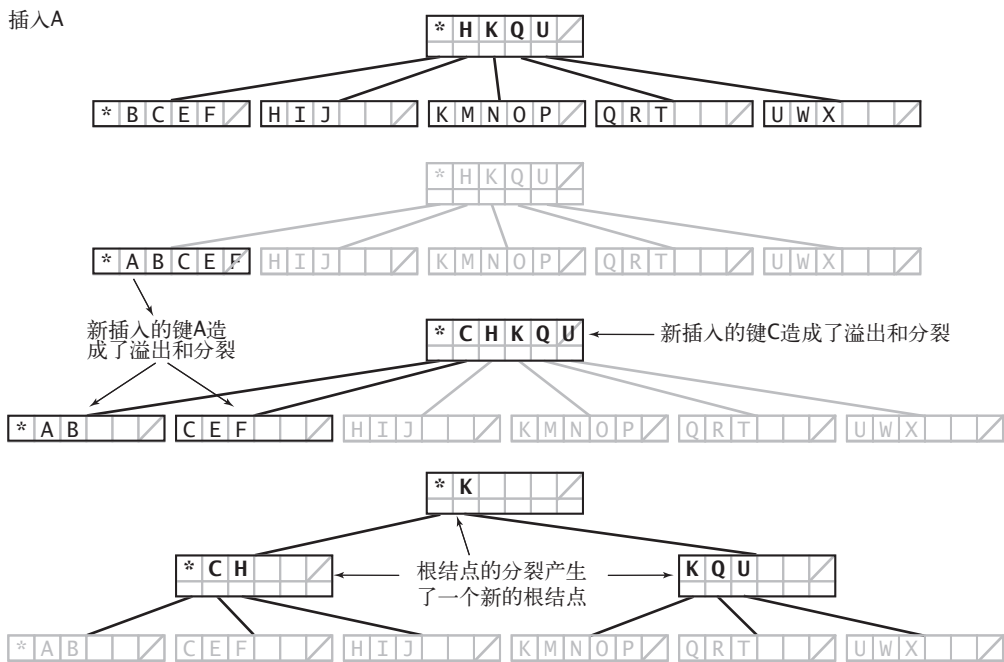 插入A
* H K Q U
* B C E F
H I J
K M N O P
Q R T
U W X
* H K Q U
* A B C E F
H I J
K M N O P
Q R T
U W X
新插入的键A造
成了溢出和分裂
* C H K Q U
新插入的键C造成了溢出和分裂
* A B
C E F
H I J
K M N O P
Q R T
U W X
* K
* C H
根结点的分裂产生
了一个新的根结点
K Q U
* A B
C E F
H I J
K M N O P
Q R T
U W X